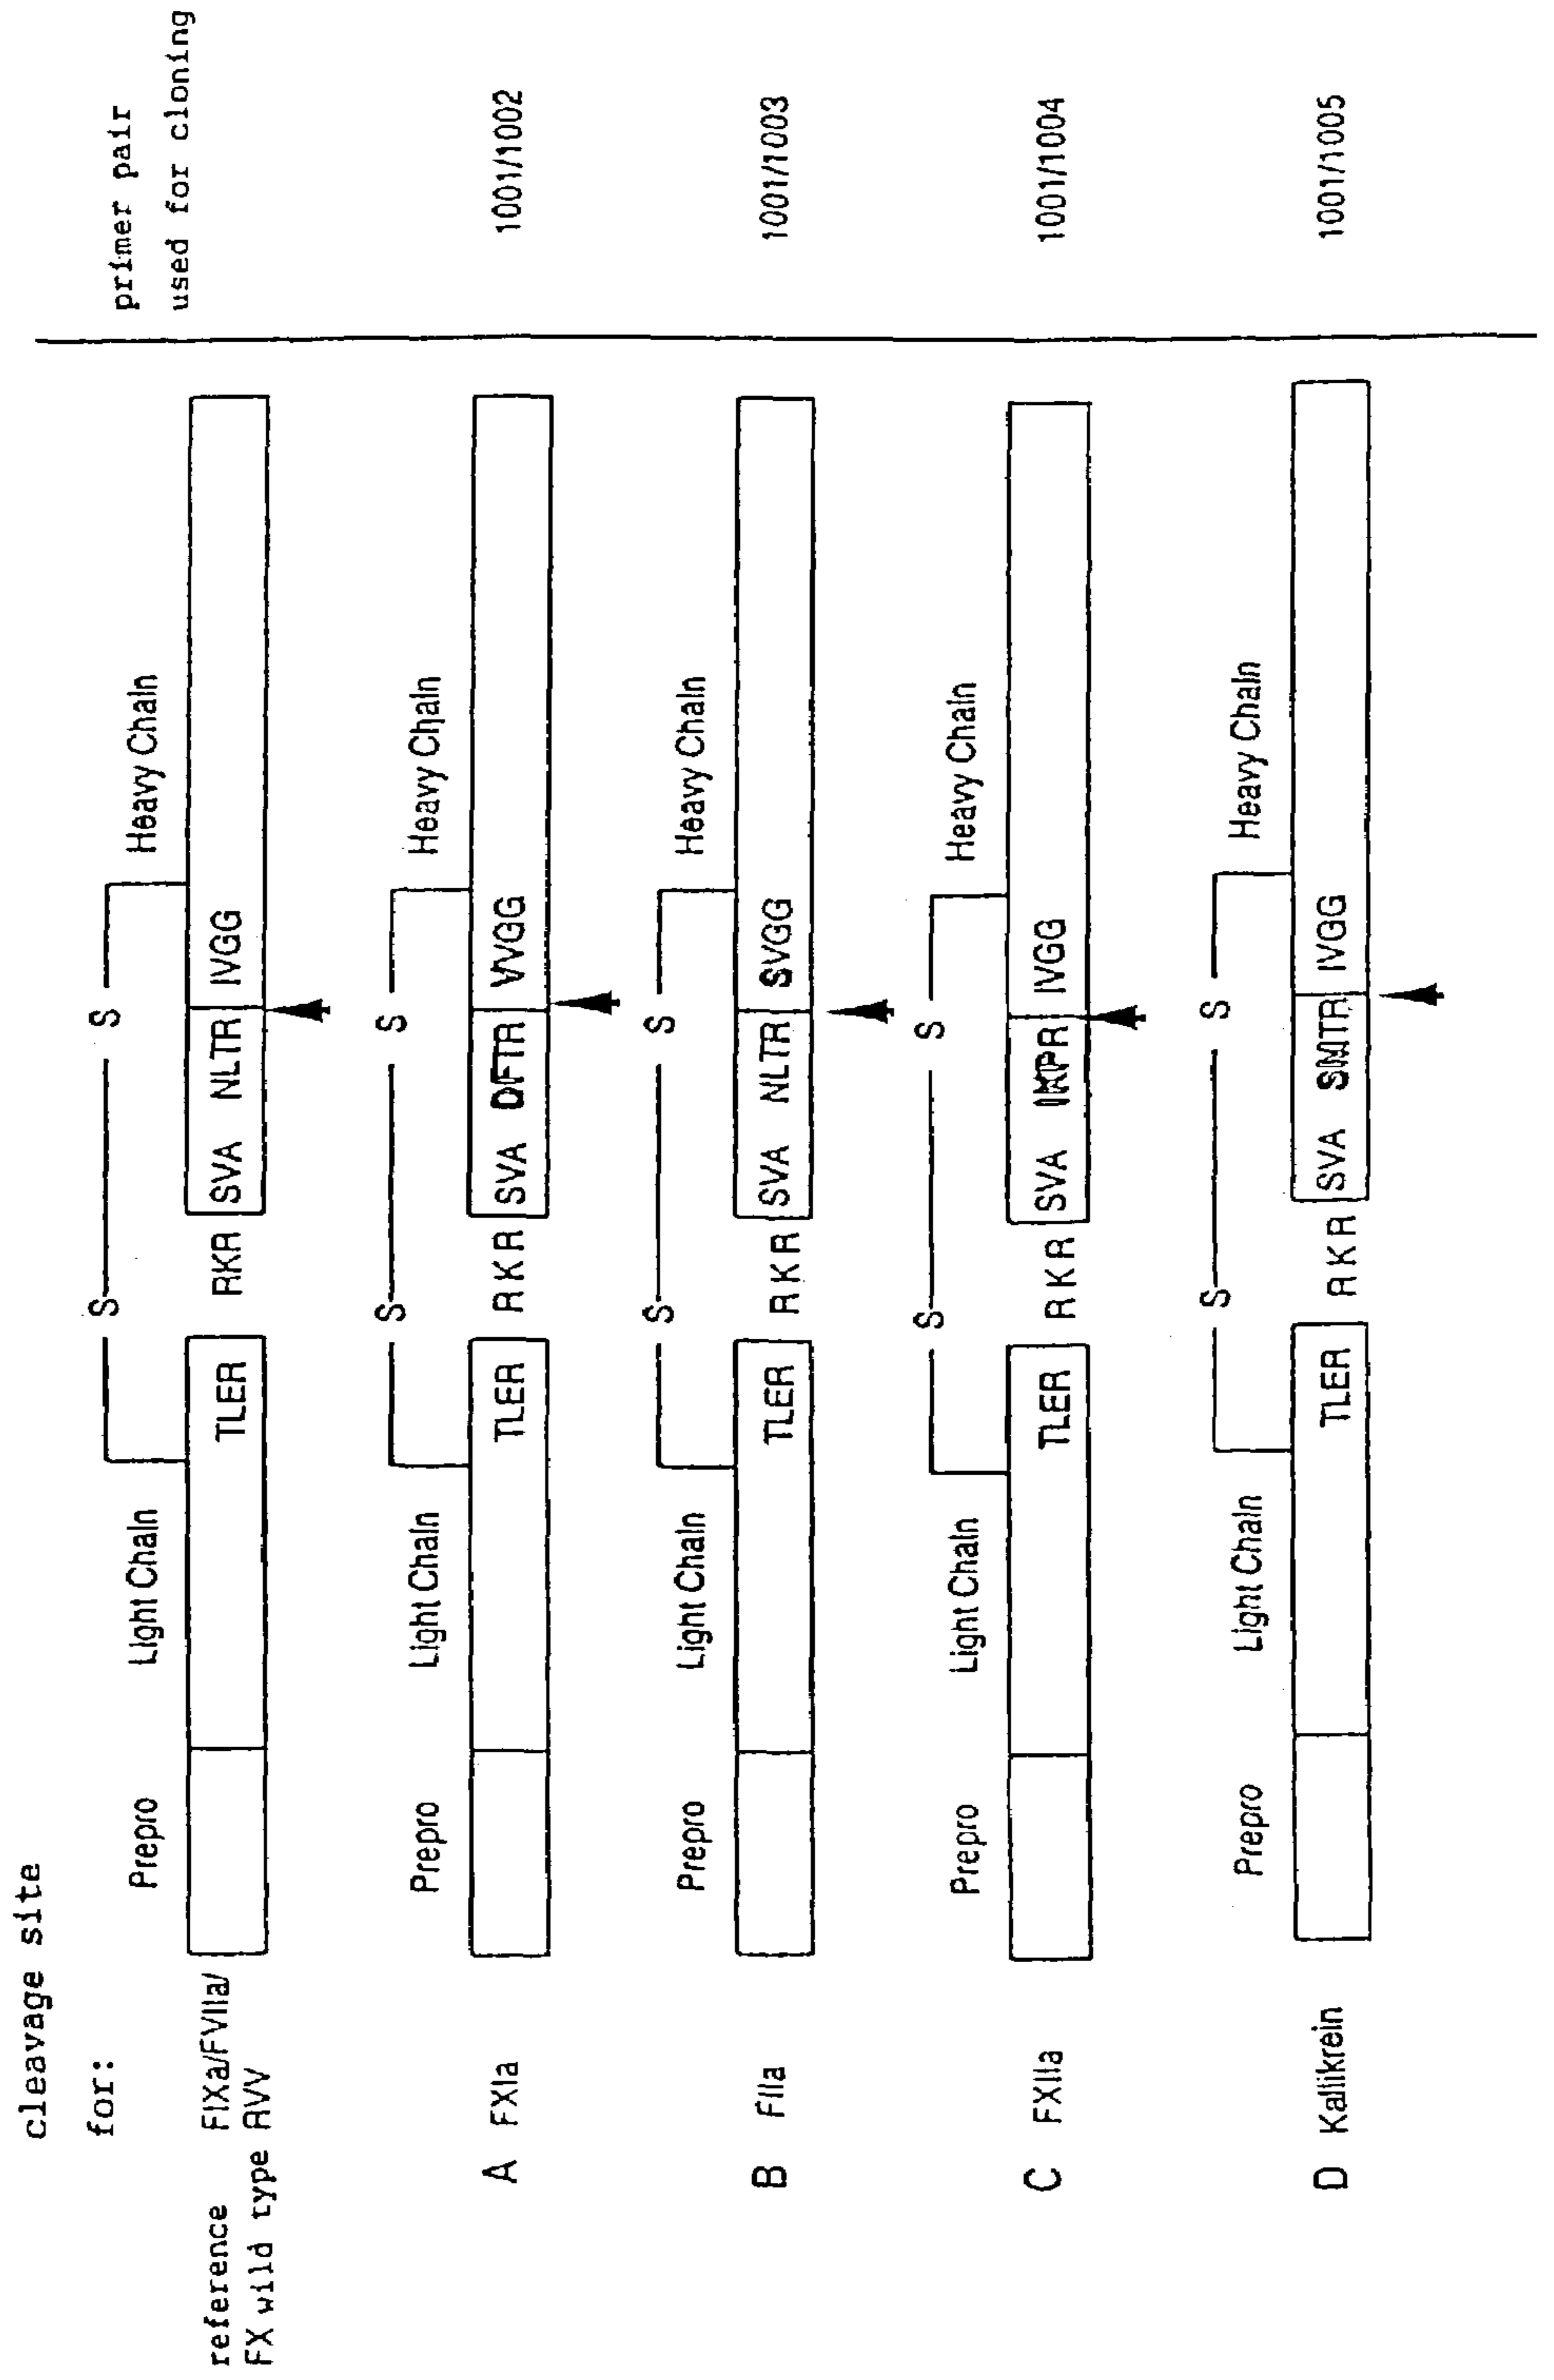 cleavage site
for:
primer pair
used for cloning
reference FIXa/FVIIa/
FX wild type RVV
Prepro Light Chain S S Heavy Chain
TLER RKR SVA NLTR IVGG
A FXIa
Prepro Light Chain S S Heavy Chain
TLER RKR SVA DFTR VVGG
1001/1002
B FIIa
Prepro Light Chain S S Heavy Chain
TLER RKR SVA NLTR SVGG
1001/1003
C FXIIa
Prepro Light Chain S S Heavy Chain
TLER RKR SVA IVGG
1001/1004
D Kallikrein
Prepro Light Chain S S Heavy Chain
TLER RKR SVA SMTR IVGG
1001/1005